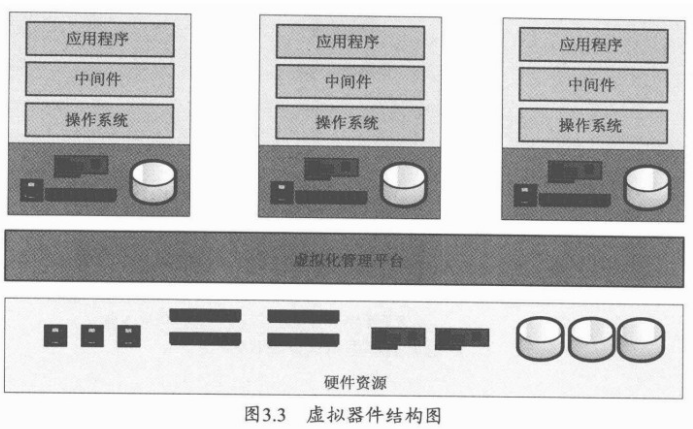 应用程序 应用程序 应用程序
中间件 中间件 中间件
操作系统 操作系统 操作系统
虚拟化管理平台
硬件资源
图3.3 虚拟器件结构图